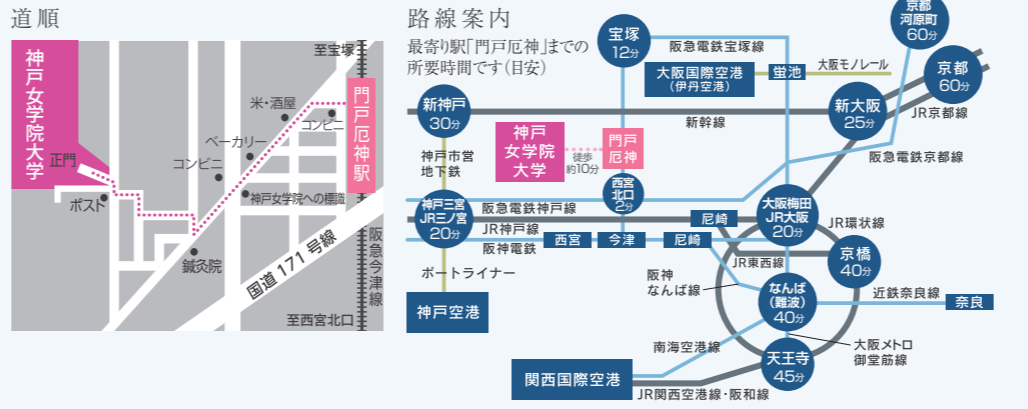 道順
至宝塚
神戸女学院大学
正門
米・酒屋
コンビニ
ベーカリー
コンビニ
門戸厄神駅
神戸女学院への標識
ポスト
鍼灸院
国道171号線
阪急今津線
至西宮北口
路線案内
最寄り駅「門戸厄神」までの
所要時間です（目安）
宝塚
12分
阪急電鉄宝塚線
京都
河原町
60分
大阪国際空港
（伊丹空港）
蛍池
大阪モノレール
京都
60分
新神戸
30分
新幹線
新大阪
25分
JR京都線
神戸
女学院
大学
徒歩
約10分
門戸
厄神
神戸市営
地下鉄
阪急電鉄京都線
西宮
北口
2分
神戸三宮
JR三ノ宮
20分
阪急電鉄神戸線
JR神戸線
阪神電鉄
西宮
今津
尼崎
尼崎
大阪梅田
JR大阪
20分
JR環状線
JR東西線
京橋
40分
ポートライナー
神戸空港
阪神
なんば線
なんば
（難波）
40分
近鉄奈良線
奈良
南海空港線
大阪メトロ
御堂筋線
天王寺
45分
関西国際空港
JR関西空港線・阪和線